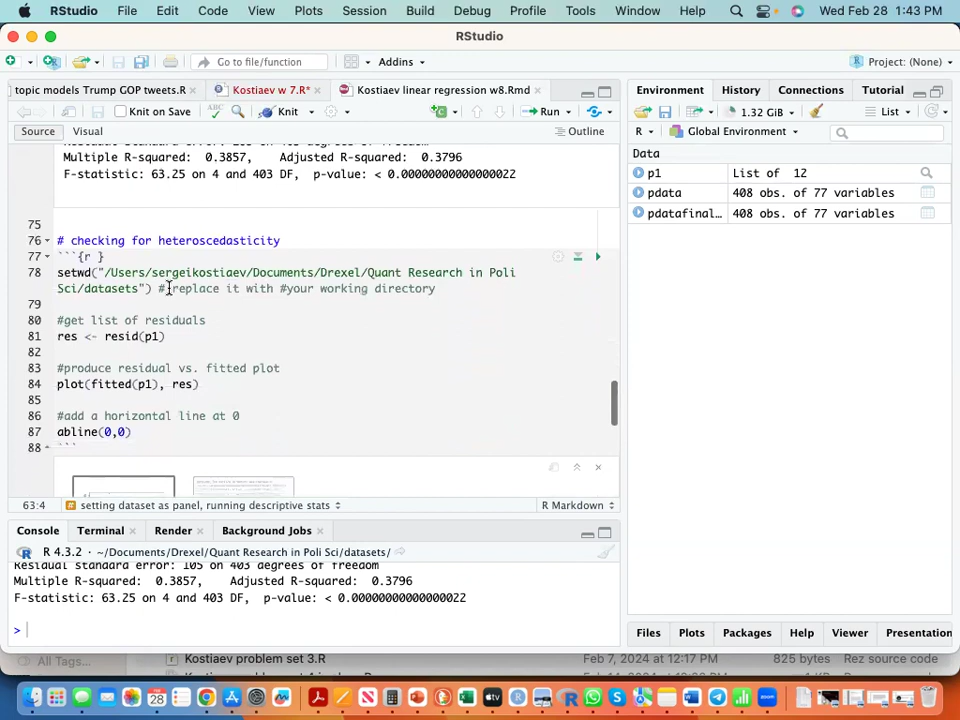 RStudio File Edit Code View Plots Session Build Debug Profile Tools Window Help Wed Feb 28 1:43 PM
RStudio
Go to file/function Addins Project: (None)
topic models Trump GOP tweets.R Kostiaev w 7.R* Kostiaev linear regression w8.Rmd
Knit on Save ABC Knit Run
Source Visual Outline
Multiple R-squared: 0.3857, Adjusted R-squared: 0.3796
F-statistic: 63.25 on 4 and 403 DF, p-value: < 0.00000000000000022
75
76 # checking for heteroscedasticity
77 ```{r }
78 setwd("/Users/sergeikostiaev/Documents/Drexel/Quant Research in Poli
Sci/datasets") # replace it with #your working directory
79
80 #get list of residuals
81 res <- resid(p1)
82
83 #produce residual vs. fitted plot
84 plot(fitted(p1), res)
85
86 #add a horizontal line at 0
87 abline(0,0)
88 ```
63:4 # setting dataset as panel, running descriptive stats R Markdown
Console Terminal Render Background Jobs
R 4.3.2 · ~/Documents/Drexel/Quant Research in Poli Sci/datasets/
Residual standard error: 105 on 403 degrees of freedom
Multiple R-squared: 0.3857, Adjusted R-squared: 0.3796
F-statistic: 63.25 on 4 and 403 DF, p-value: < 0.00000000000000022
>
Environment History Connections Tutorial
1.32 GiB List
R Global Environment
Data
p1 List of 12
pdata 408 obs. of 77 variables
pdatafinal… 408 obs. of 77 variables
Files Plots Packages Help Viewer Presentation
All Tags... Kostiaev problem set 3.R Feb 7, 2024 at 12:17 PM 825 bytes Rez source code